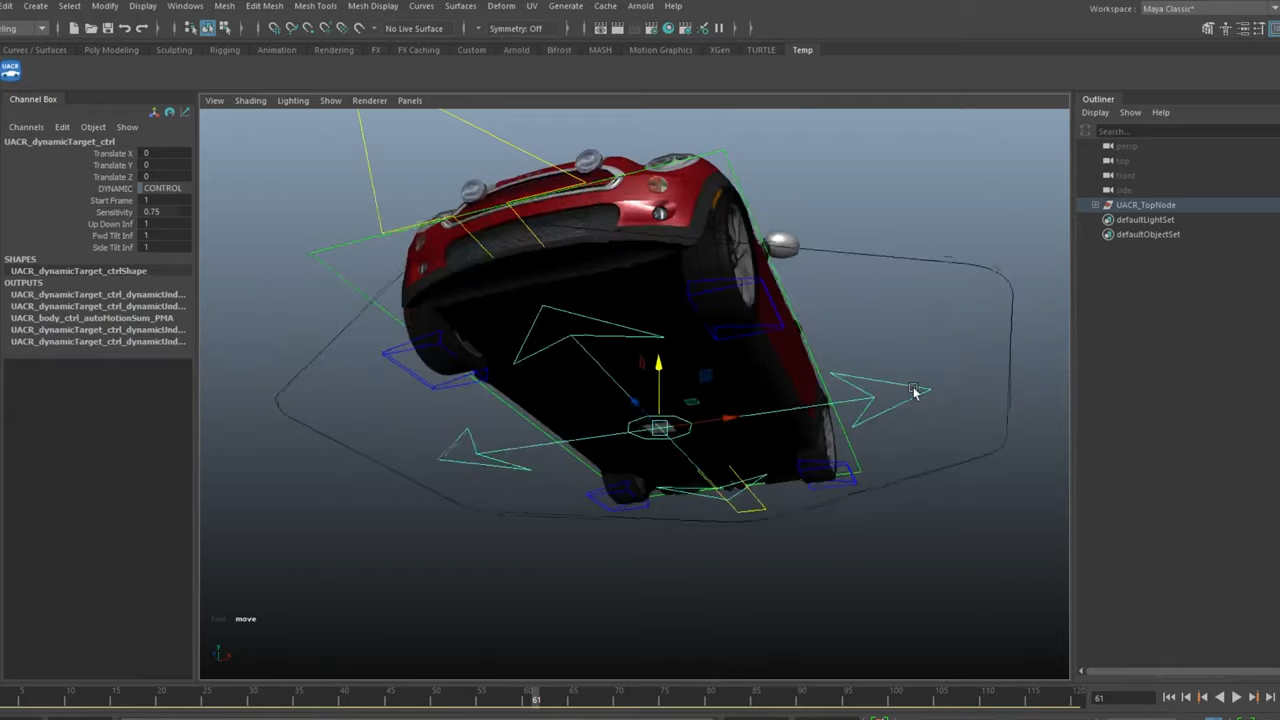 Edit Create Select Modify Display Windows Mesh Edit Mesh Mesh Tools Mesh Display Curves Surfaces Deform UV Generate Cache Arnold Help
Workspace : Maya Classic*
eling No Live Surface Symmetry: Off
Curves / Surfaces Poly Modeling Sculpting Rigging Animation Rendering FX FX Caching Custom Arnold Bifrost MASH Motion Graphics XGen TURTLE Temp
UACR
Channel Box
Channels Edit Object Show
UACR_dynamicTarget_ctrl
Translate X 0
Translate Y 0
Translate Z 0
DYNAMIC CONTROL
Start Frame 1
Sensitivity 0.75
Up Down Inf 1
Fwd Tilt Inf 1
Side Tilt Inf 1
SHAPES
UACR_dynamicTarget_ctrlShape
OUTPUTS
UACR_dynamicTarget_ctrl_dynamicUnd...
UACR_dynamicTarget_ctrl_dynamicUnd...
UACR_body_ctrl_autoMotionSum_PMA
UACR_dynamicTarget_ctrl_dynamicUnd...
UACR_dynamicTarget_ctrl_dynamicUnd...
View Shading Lighting Show Renderer Panels
Tool move
Outliner
Display Show Help
Search...
persp
top
front
side
UACR_TopNode
defaultLightSet
defaultObjectSet
5 10 15 20 25 30 35 40 45 50 55 60 61 65 70 75 80 85 90 95 100 105 110 115 120
61